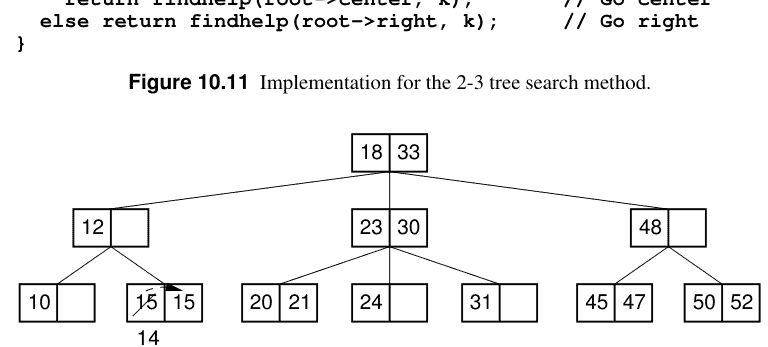 return findhelp(root->center, k); // Go center
else return findhelp(root->right, k); // Go right
}
Figure 10.11 Implementation for the 2-3 tree search method.
18 33
12 23 30 48
10 15 15 20 21 24 31 45 47 50 52
14